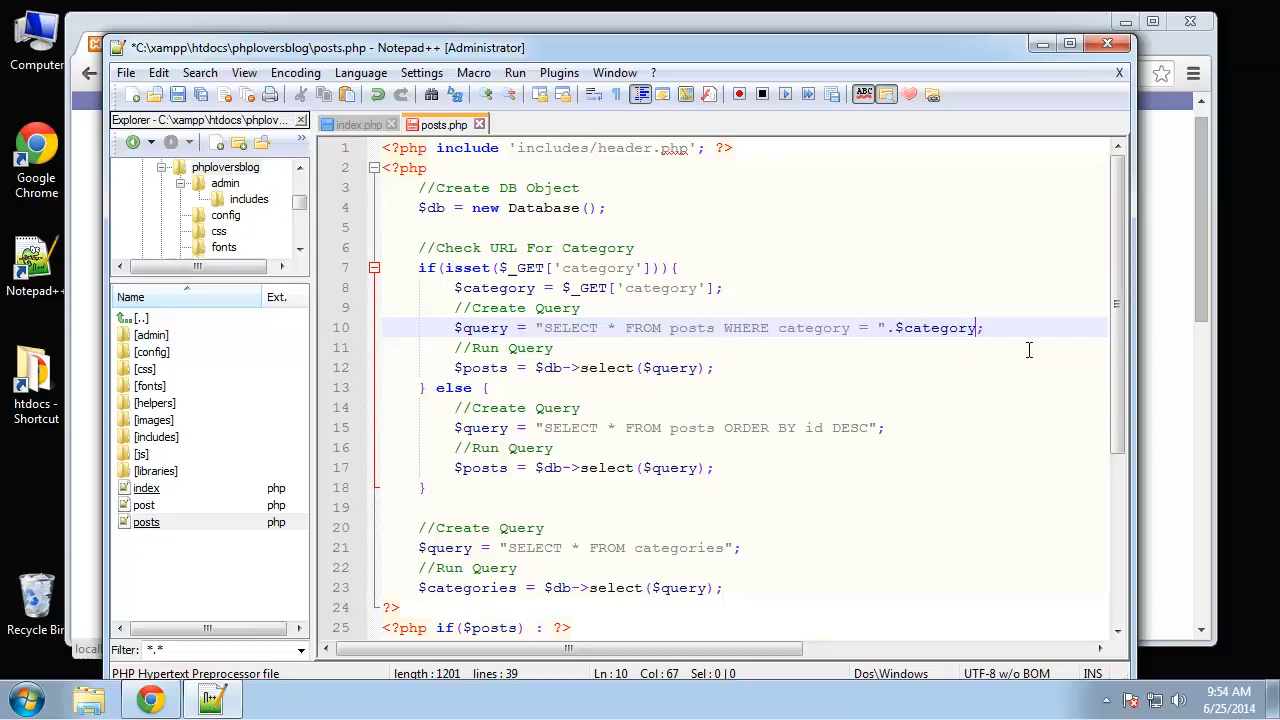 Computer
Google
Chrome
Notepad++
htdocs -
Shortcut
Recycle Bin
*C:\xampp\htdocs\phploversblog\posts.php - Notepad++ [Administrator]
File Edit Search View Encoding Language Settings Macro Run Plugins Window ? X
Explorer - C:\xampp\htdocs\phplov...
phploversblog
admin
includes
config
css
fonts
Name Ext.
[..]
[admin]
[config]
[css]
[fonts]
[helpers]
[images]
[includes]
[js]
[libraries]
index php
post php
posts php
Filter: *.*
index.php posts.php
1 <?php include 'includes/header.php'; ?>
2 <?php
3 //Create DB Object
4 $db = new Database();
5
6 //Check URL For Category
7 if(isset($_GET['category'])){
8 $category = $_GET['category'];
9 //Create Query
10 $query = "SELECT * FROM posts WHERE category = ".$category;
11 //Run Query
12 $posts = $db->select($query);
13 } else {
14 //Create Query
15 $query = "SELECT * FROM posts ORDER BY id DESC";
16 //Run Query
17 $posts = $db->select($query);
18 }
19
20 //Create Query
21 $query = "SELECT * FROM categories";
22 //Run Query
23 $categories = $db->select($query);
24 ?>
25 <?php if($posts) : ?>
PHP Hypertext Preprocessor file length:1201 lines:39 Ln:10 Col:67 Sel:0|0 Dos\Windows UTF-8 w/o BOM INS
9:54 AM
6/25/2014